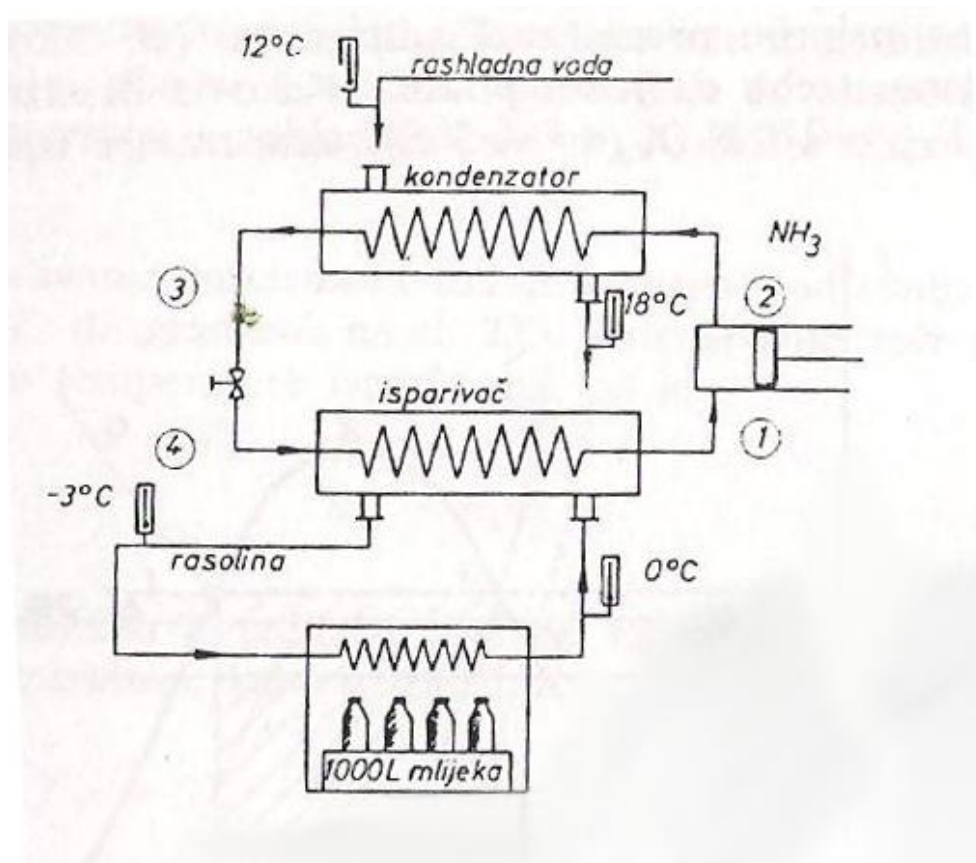 12°C
rashladna voda
kondenzator
NH₃
3
18°C
2
isparivač
4
1
-3°C
rasolina
0°C
1000L mlijeka